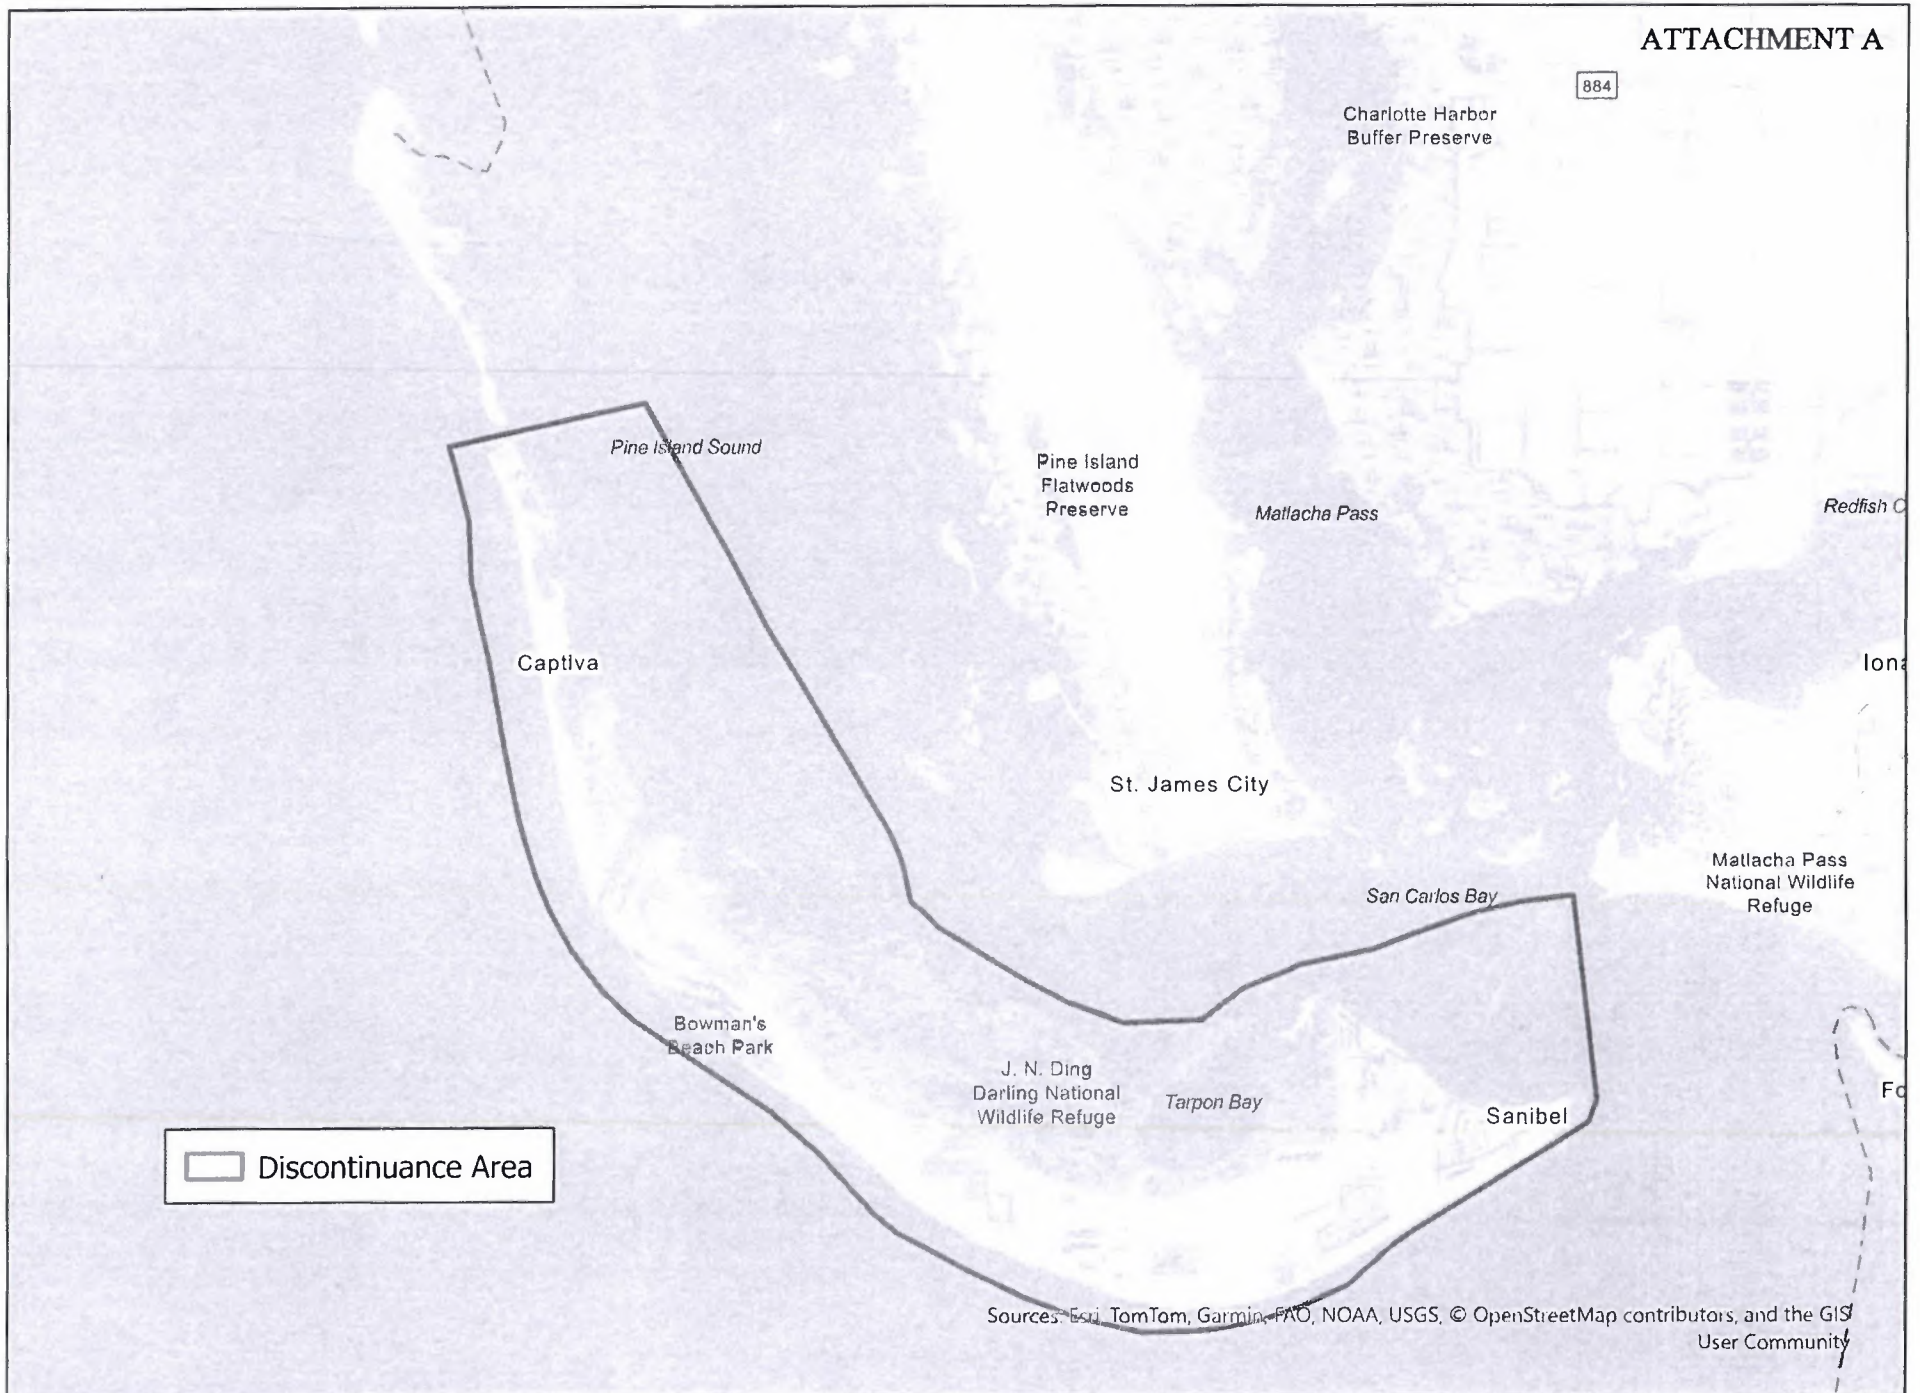 ATTACHMENT A
884
Charlotte Harbor
Buffer Preserve
Pine Island Sound
Pine Island
Flatwoods
Preserve
Matlacha Pass
Redfish
Captiva
St. James City
San Carlos Bay
Matlacha Pass
National Wildlife
Refuge
Bowman's
Beach Park
J. N. Ding
Darling National
Wildlife Refuge
Tarpon Bay
Sanibel
Discontinuance Area
Sources: Esri, TomTom, Garmin, FAO, NOAA, USGS, © OpenStreetMap contributors, and the GIS
User Community